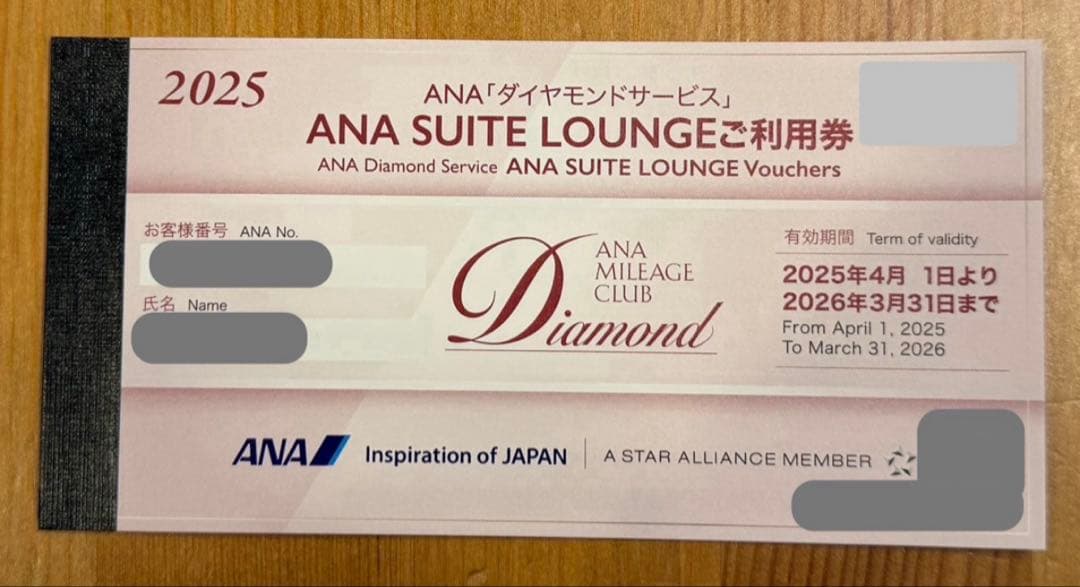 2025
ANA「ダイヤモンドサービス」
ANA SUITE LOUNGEご利用券
ANA Diamond Service ANA SUITE LOUNGE Vouchers
お客様番号 ANA No.
氏名 Name
ANA
MILEAGE
CLUB
Diamond
有効期間 Term of validity
2025年4月 1日より
2026年3月31日まで
From April 1, 2025
To March 31, 2026
ANA Inspiration of JAPAN | A STAR ALLIANCE MEMBER